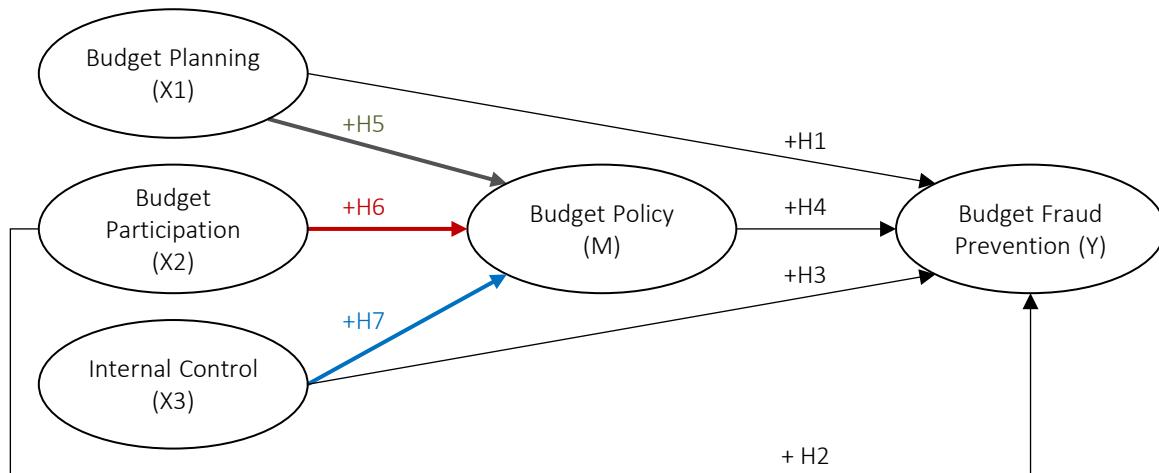 Budget Planning
(X1)
+H5
+H1
Budget
Participation
(X2)
+H6
Budget Policy
(M)
+H4
Budget Fraud
Prevention (Y)
+H3
+H7
Internal Control
(X3)
+ H2